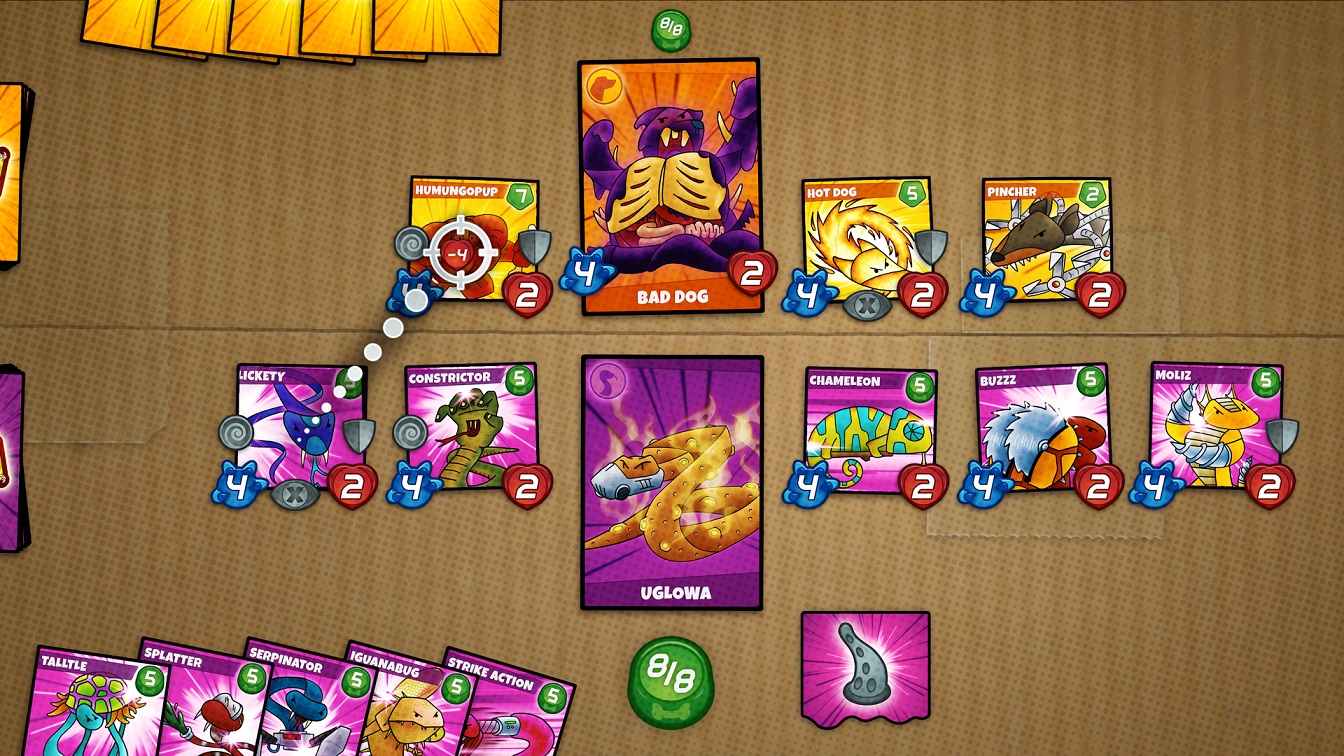 8/8
HUMUNGOPUP 7
-4
2
4 BAD DOG 2
HOT DOG 5
4 X 2
PINCHER 2
4 2
LICKETY
4 X 2
CONSTRICTOR 5
4 2
UGLOWA
CHAMELEON 5
4 2
BUZZZ 5
4 2
MOLIZ 5
4 2
TALLTLE 5
SPLATTER 5
SERPINATOR 5
IGUANABUG 5
STRIKE ACTION 5
8/8